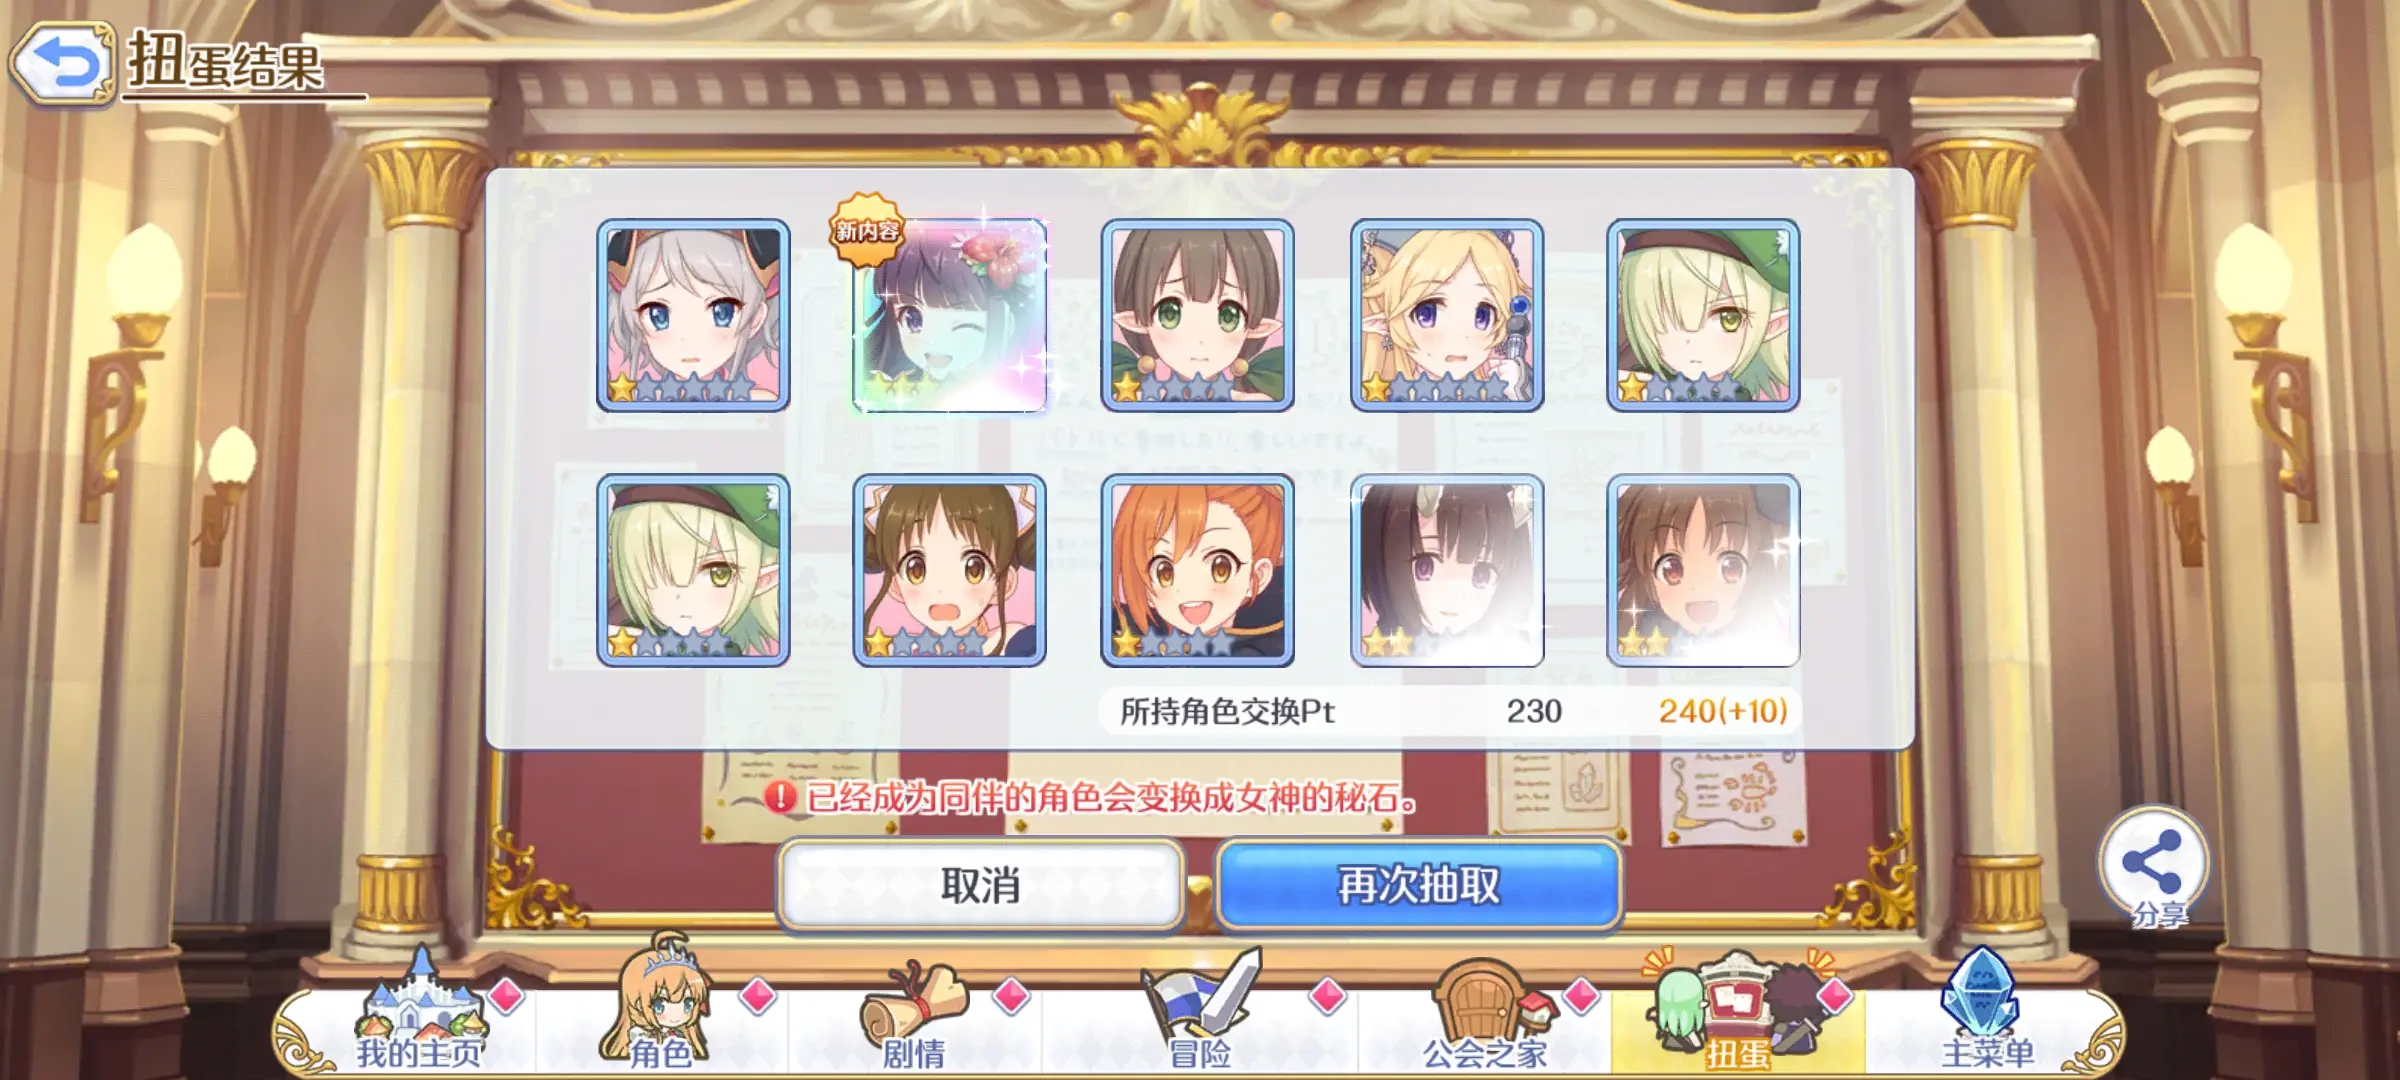 扭蛋结果
新内容
所持角色交换Pt 230 240(+10)
已经成为同伴的角色会变换成女神的秘石。
取消
再次抽取
分享
我的主页
角色
剧情
冒险
公会之家
扭蛋
主菜单